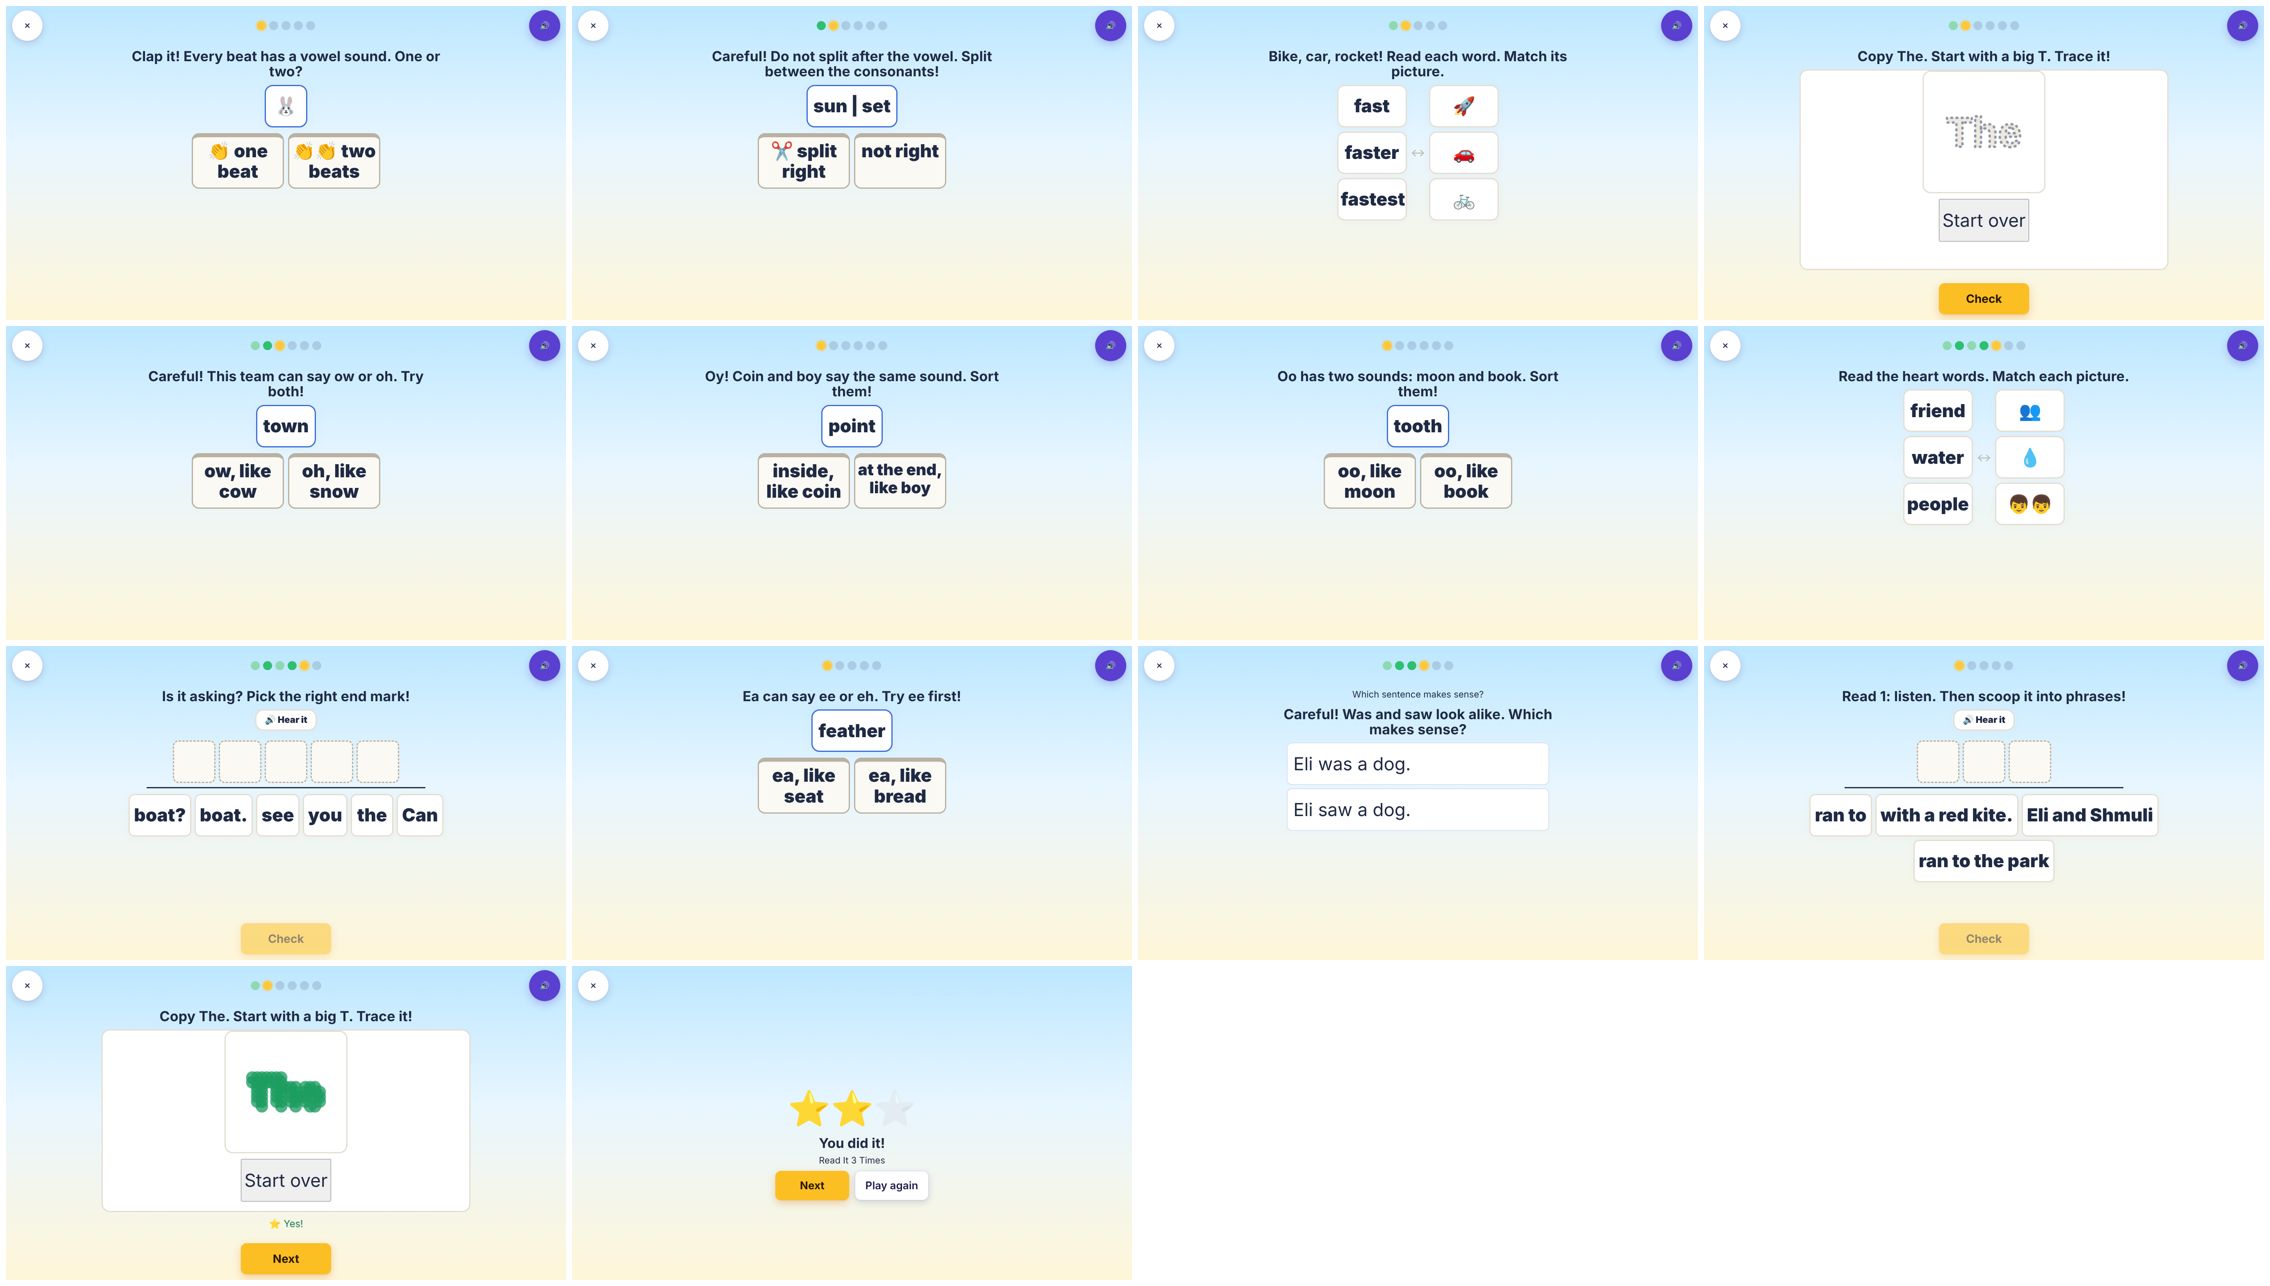 ×
Clap it! Every beat has a vowel sound. One or
two?
one
beat
two
beats
×
Careful! Do not split after the vowel. Split
between the consonants!
sun | set
split
right
not right
×
Bike, car, rocket! Read each word. Match its
picture.
fast
faster ↔
fastest
×
Copy The. Start with a big T. Trace it!
The
Start over
Check
×
Careful! This team can say ow or oh. Try
both!
town
ow, like
cow
oh, like
snow
×
Oy! Coin and boy say the same sound. Sort
them!
point
inside,
like coin
at the end,
like boy
×
Oo has two sounds: moon and book. Sort
them!
tooth
oo, like
moon
oo, like
book
×
Read the heart words. Match each picture.
friend
water ↔
people
×
Is it asking? Pick the right end mark!
Hear it
boat? boat. see you the Can
Check
×
Ea can say ee or eh. Try ee first!
feather
ea, like
seat
ea, like
bread
×
Which sentence makes sense?
Careful! Was and saw look alike. Which
makes sense?
Eli was a dog.
Eli saw a dog.
×
Read 1: listen. Then scoop it into phrases!
Hear it
ran to with a red kite. Eli and Shmuli
ran to the park
Check
×
Copy The. Start with a big T. Trace it!
The
Start over
Yes!
Next
×
You did it!
Read It 3 Times
Next Play again